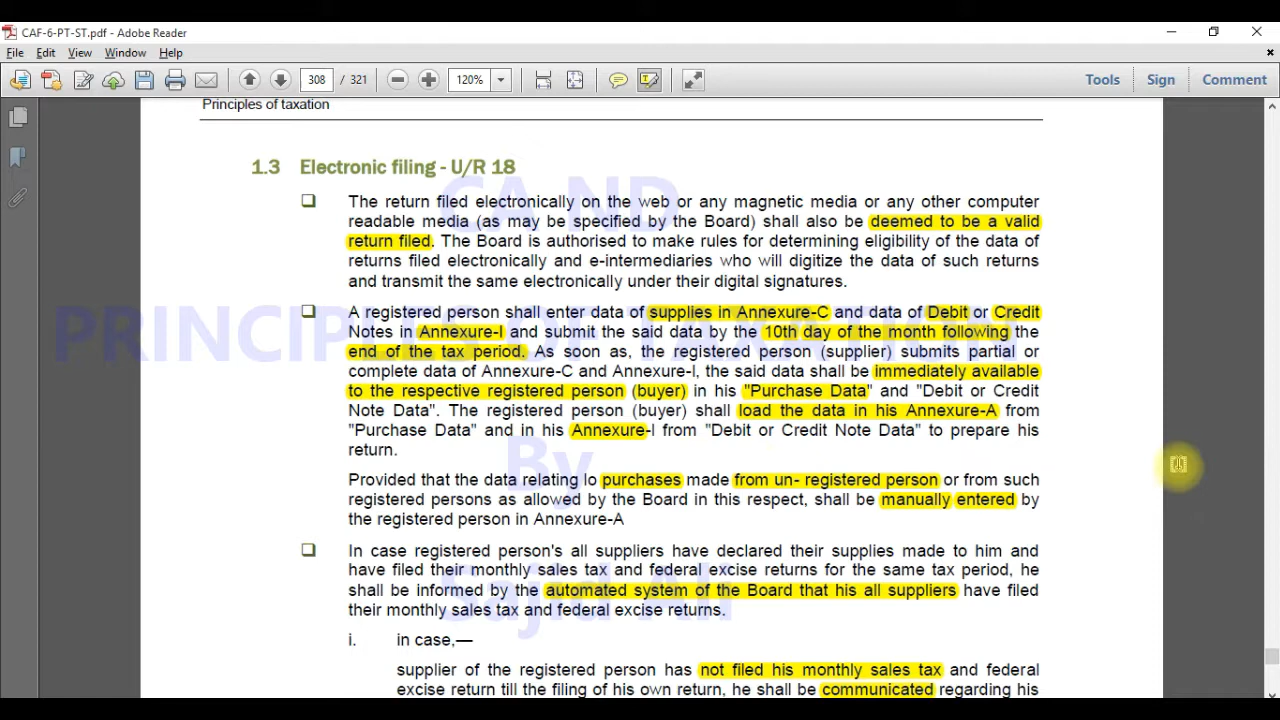 CAF-6-PT-ST.pdf - Adobe Reader
File Edit View Window Help
308 / 321 120% Tools Sign Comment
Principles of taxation
1.3 Electronic filing - U/R 18
The return filed electronically on the web or any magnetic media or any other computer
readable media (as may be specified by the Board) shall also be deemed to be a valid
return filed. The Board is authorised to make rules for determining eligibility of the data of
returns filed electronically and e-intermediaries who will digitize the data of such returns
and transmit the same electronically under their digital signatures.
A registered person shall enter data of supplies in Annexure-C and data of Debit or Credit
Notes in Annexure-I and submit the said data by the 10th day of the month following the
end of the tax period. As soon as, the registered person (supplier) submits partial or
complete data of Annexure-C and Annexure-I, the said data shall be immediately available
to the respective registered person (buyer) in his "Purchase Data" and "Debit or Credit
Note Data". The registered person (buyer) shall load the data in his Annexure-A from
"Purchase Data" and in his Annexure-I from "Debit or Credit Note Data" to prepare his
return.
Provided that the data relating lo purchases made from un- registered person or from such
registered persons as allowed by the Board in this respect, shall be manually entered by
the registered person in Annexure-A
In case registered person's all suppliers have declared their supplies made to him and
have filed their monthly sales tax and federal excise returns for the same tax period, he
shall be informed by the automated system of the Board that his all suppliers have filed
their monthly sales tax and federal excise returns.
i. in case,—
supplier of the registered person has not filed his monthly sales tax and federal
excise return till the filing of his own return, he shall be communicated regarding his
CA ND
PRINCIPLES OF TAXATION
By
Sajid Ali